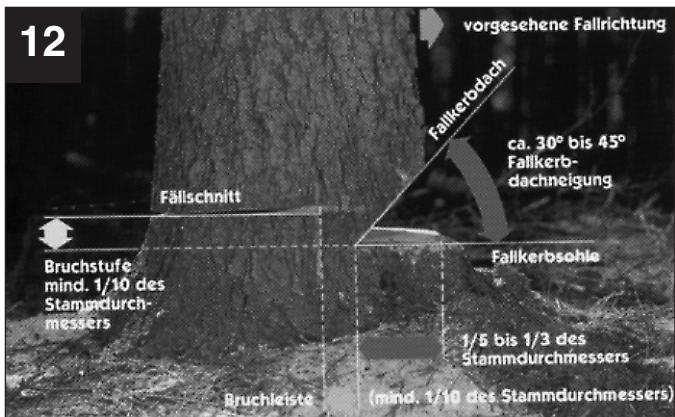 12
vorgesehene Fallrichtung
Fallkerbdach
ca. 30° bis 45°
Fallkerb-
dachneigung
Fällschnitt
Fallkerbsohle
Bruchstufe
mind. 1/10 des
Stammdurch-
messers
1/5 bis 1/3 des
Stammdurchmessers
Bruchleiste
(mind. 1/10 des Stammdurchmessers)